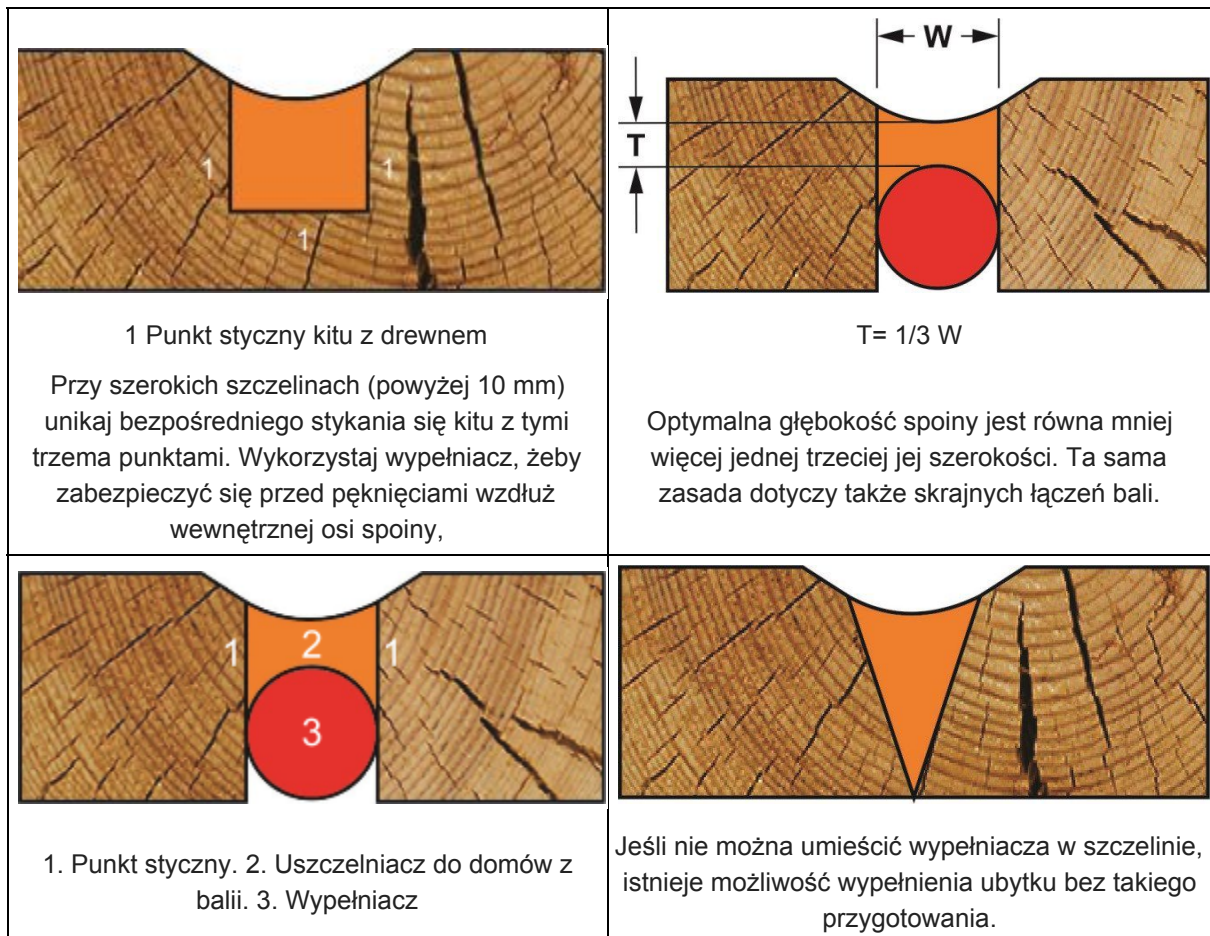 1
1
1
1 Punkt styczny kitu z drewnem
Przy szerokich szczelinach (powyżej 10 mm)
unikaj bezpośredniego stykania się kitu z tymi
trzema punktami. Wykorzystaj wypełniacz, żeby
zabezpieczyć się przed pęknięciami wzdłuż
wewnętrznej osi spoiny,
W
T
T= 1/3 W
Optymalna głębokość spoiny jest równa mniej
więcej jednej trzeciej jej szerokości. Ta sama
zasada dotyczy także skrajnych łączeń bali.
1
2
1
3
1. Punkt styczny. 2. Uszczelniacz do domów z
balii. 3. Wypełniacz
Jeśli nie można umieścić wypełniacza w szczelinie,
istnieje możliwość wypełnienia ubytku bez takiego
przygotowania.